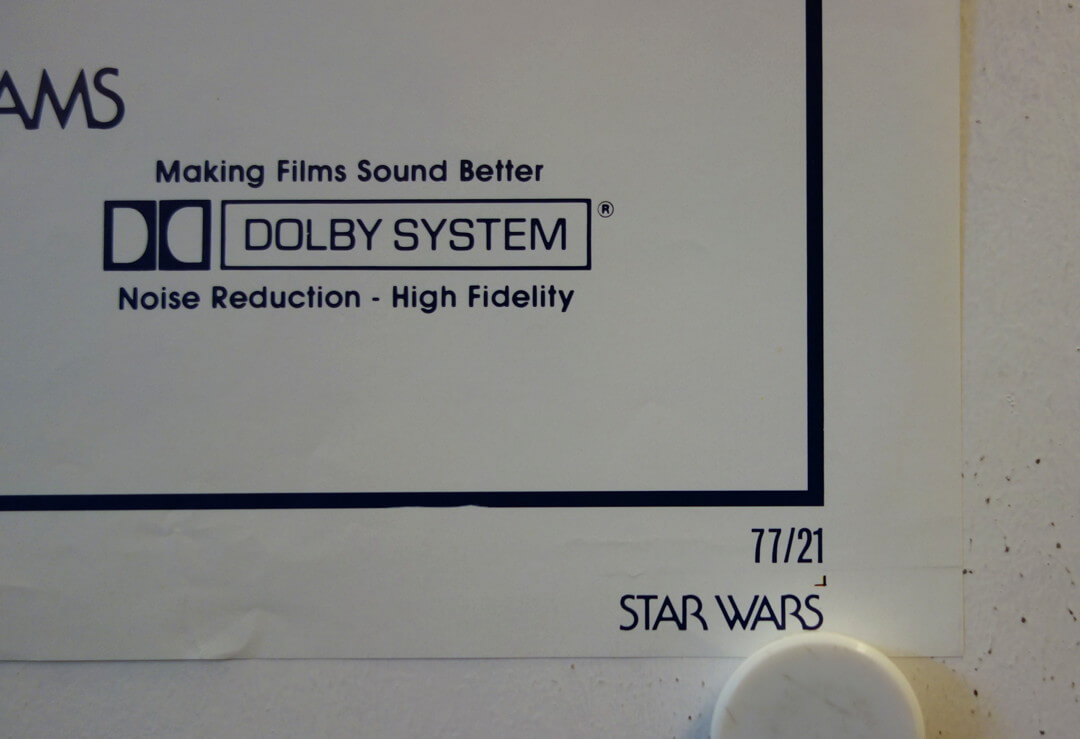 AMS
Making Films Sound Better
DOLBY SYSTEM ®
Noise Reduction - High Fidelity
77/21
STAR WARS